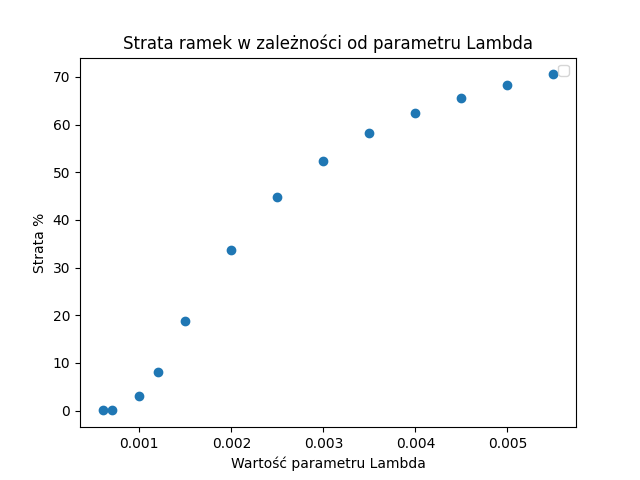 Strata ramek w zależności od parametru Lambda
70
60
50
40
30
20
10
0
Strata %
0.001 0.002 0.003 0.004 0.005
Wartość parametru Lambda